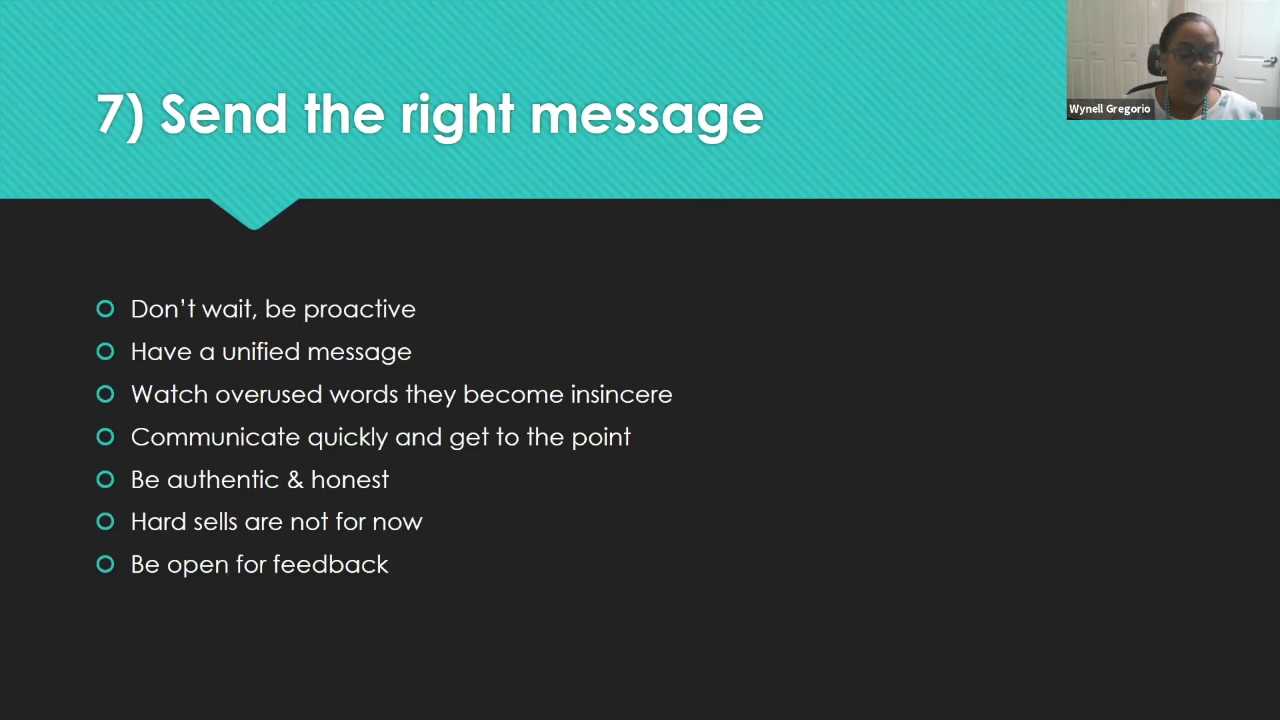 7) Send the right message
Wynell Gregorio
Don’t wait, be proactive
Have a unified message
Watch overused words they become insincere
Communicate quickly and get to the point
Be authentic & honest
Hard sells are not for now
Be open for feedback